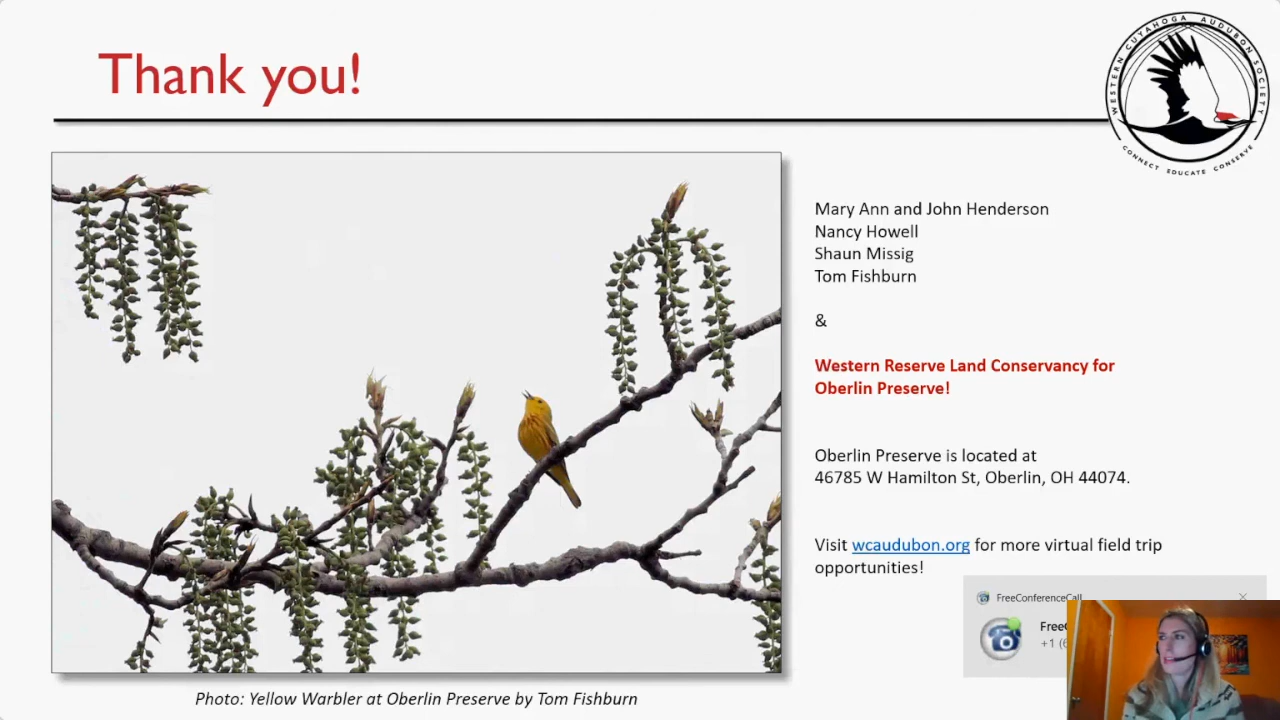 Thank you!
WESTERN CUYAHOGA AUDUBON SOCIETY
CONNECT EDUCATE CONSERVE
Mary Ann and John Henderson
Nancy Howell
Shaun Missig
Tom Fishburn
&
Western Reserve Land Conservancy for
Oberlin Preserve!
Oberlin Preserve is located at
46785 W Hamilton St, Oberlin, OH 44074.
Visit wcaudubon.org for more virtual field trip
opportunities!
FreeConferenceCall
+1
Photo: Yellow Warbler at Oberlin Preserve by Tom Fishburn